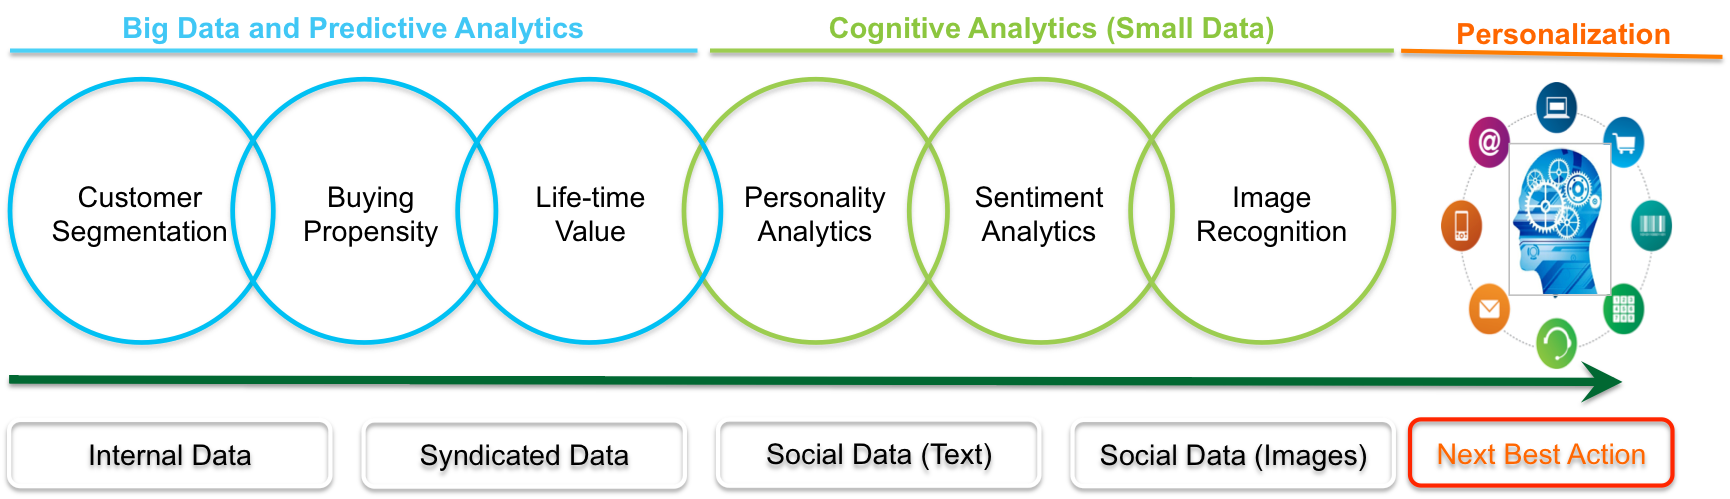 Big Data and Predictive Analytics
Cognitive Analytics (Small Data)
Personalization
Customer
Segmentation
Buying
Propensity
Life-time
Value
Personality
Analytics
Sentiment
Analytics
Image
Recognition
@
Internal Data
Syndicated Data
Social Data (Text)
Social Data (Images)
Next Best Action